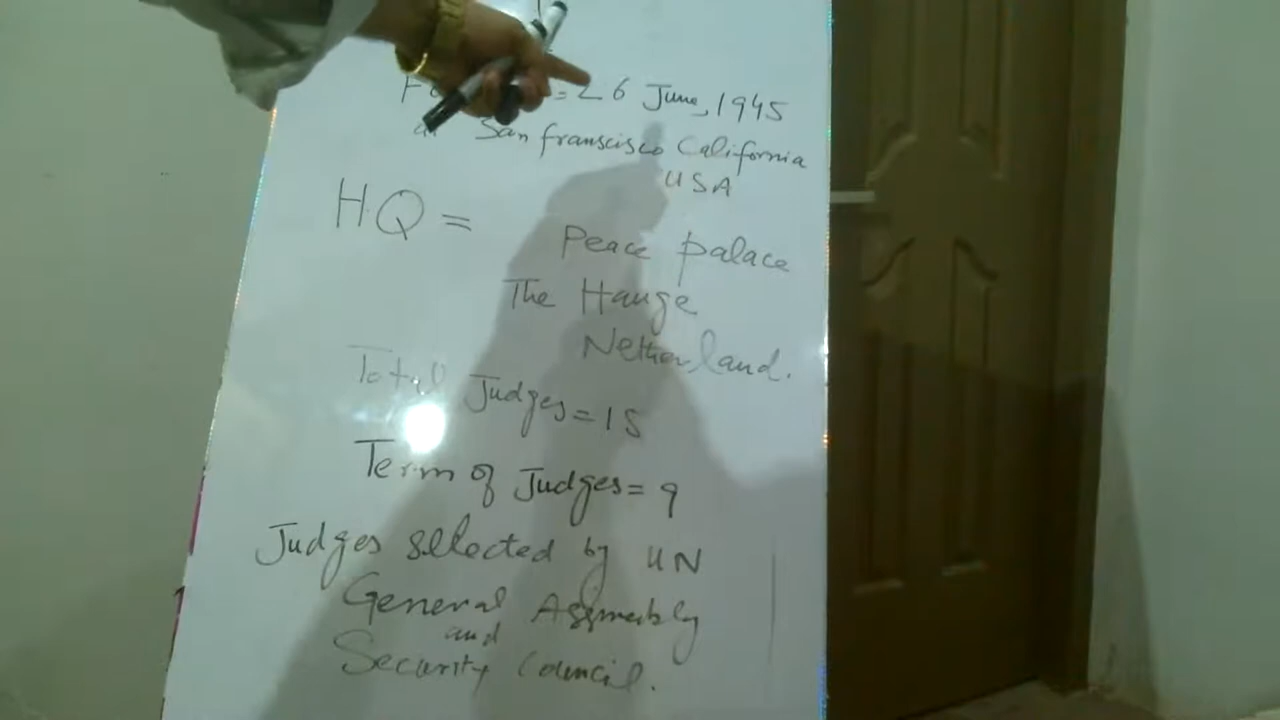 = 26 June, 1945
San franscisco California
USA
HQ =
Peace palace
The Hauge
Netherland.
Total Judges = 15
Term of Judges = 9
Judges selected by UN
General Assembly
and
Security Council.